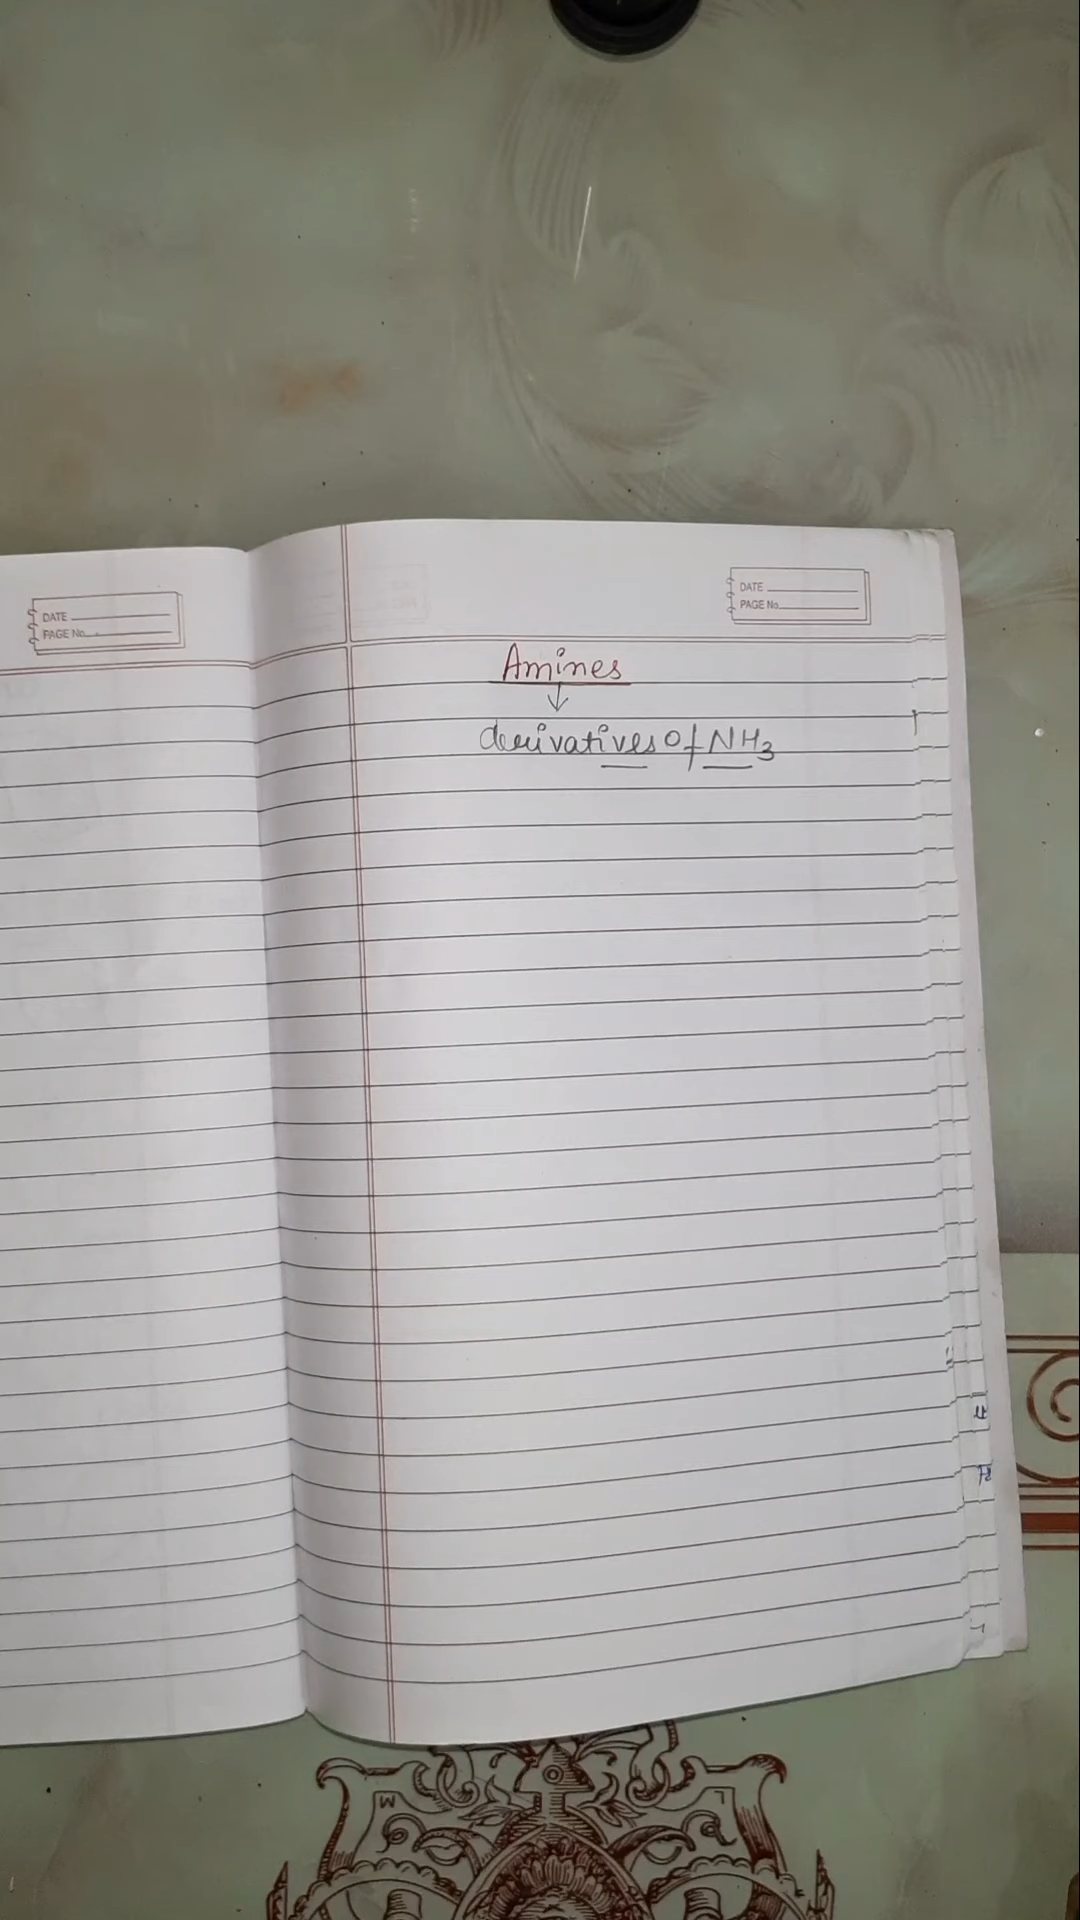 DATE
PAGE No.
DATE
PAGE No.
Amines
↓
derivatives of NH3